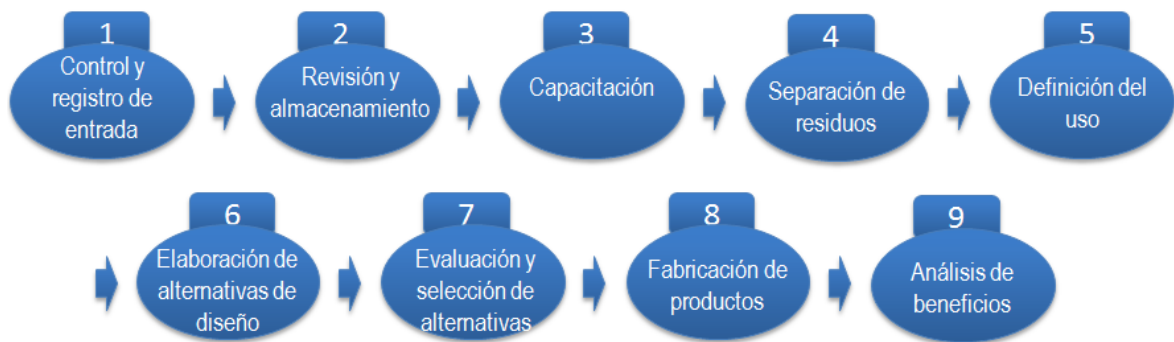 1
Control y
registro de
entrada
2
Revisión y
almacenamiento
3
Capacitación
4
Separación de
residuos
5
Definición del
uso
6
Elaboración de
alternativas de
diseño
7
Evaluación y
selección de
alternativas
8
Fabricación de
productos
9
Análisis de
beneficios